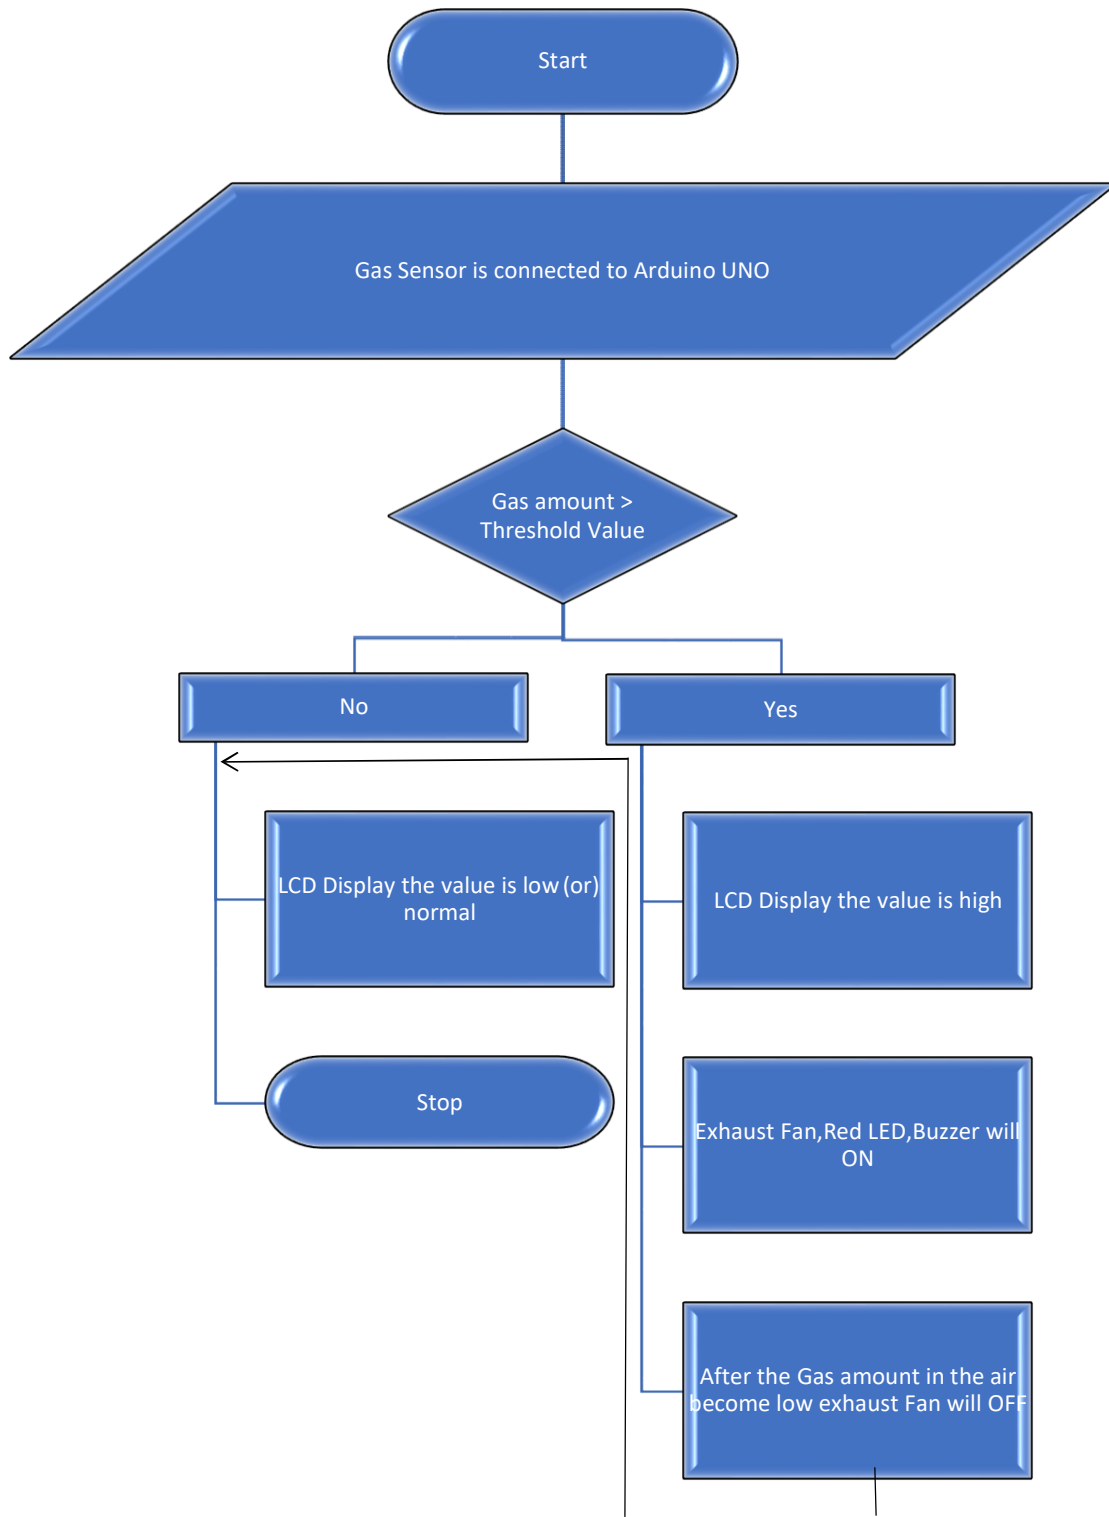 Start
Gas Sensor is connected to Arduino UNO
Gas amount >
Threshold Value
No
Yes
LCD Display the value is low (or)
normal
LCD Display the value is high
Stop
Exhaust Fan,Red LED,Buzzer will
ON
After the Gas amount in the air
become low exhaust Fan will OFF